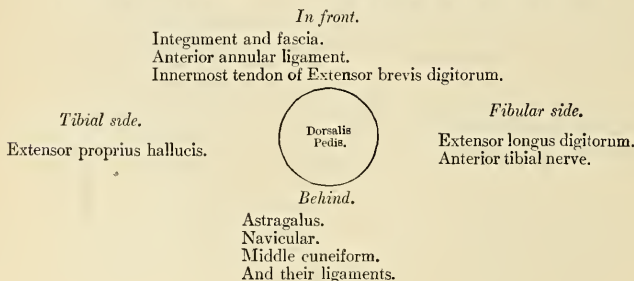 In front.
Integument and fascia.
Anterior annular ligament.
Innermost tendon of Extensor brevis digitorum.
Tibial side.
Extensor proprius hallucis.
Dorsalis
Pedis.
Fibular side.
Extensor longus digitorum.
Anterior tibial nerve.
Behind.
Astragalus.
Navicular.
Middle cuneiform.
And their ligaments.